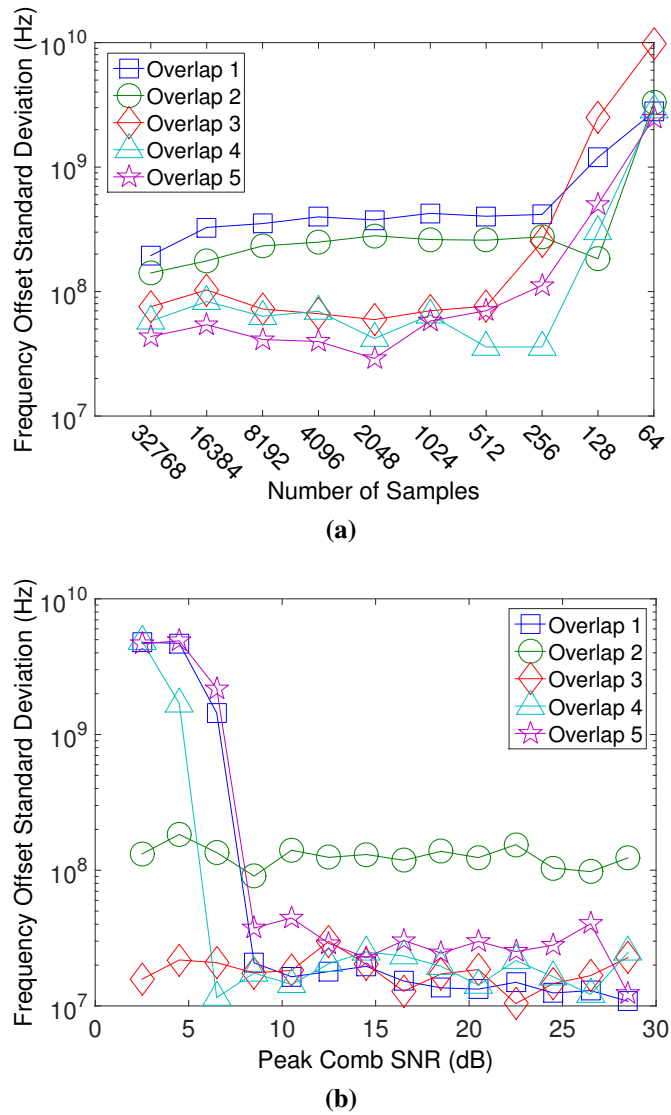 Frequency Offset Standard Deviation (Hz)
10^10
10^9
10^8
10^7
Overlap 1
Overlap 2
Overlap 3
Overlap 4
Overlap 5
32768 16384 8192 4096 2048 1024 512 256 128 64
Number of Samples
(a)
Frequency Offset Standard Deviation (Hz)
10^10
10^9
10^8
10^7
Overlap 1
Overlap 2
Overlap 3
Overlap 4
Overlap 5
0 5 10 15 20 25 30
Peak Comb SNR (dB)
(b)